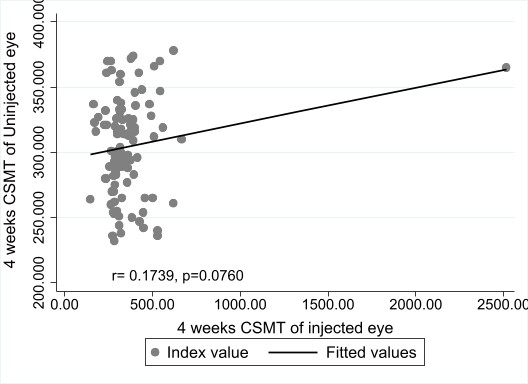 4 weeks CSMT of Uninjected eye
400.000
350.000
300.000
250.000
200.000
r= 0.1739, p=0.0760
0.00 500.00 1000.00 1500.00 2000.00 2500.00
4 weeks CSMT of injected eye
Index value Fitted values